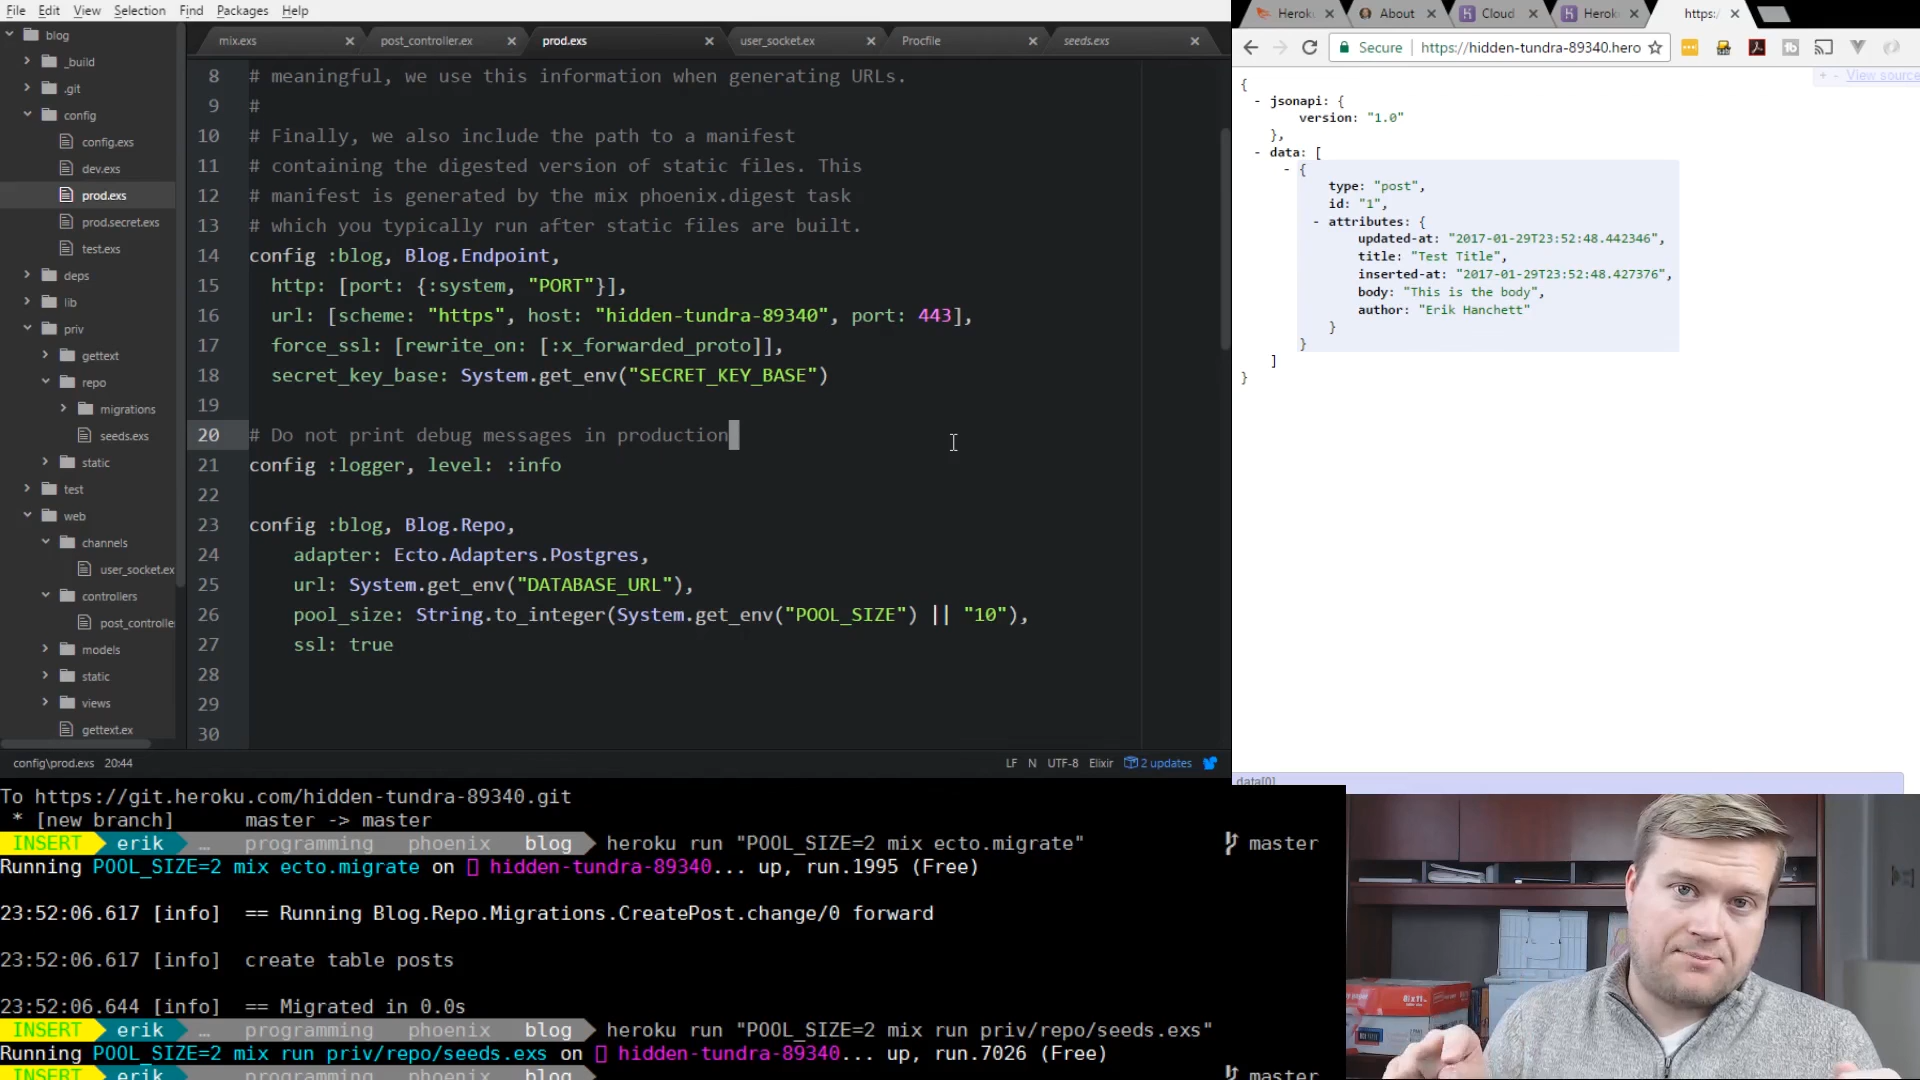 File Edit View Selection Find Packages Help
blog
_build
.git
config
config.exs
dev.exs
prod.exs
prod.secret.exs
test.exs
deps
lib
priv
gettext
repo
migrations
seeds.exs
static
test
web
channels
user_socket.ex
controllers
post_controlle
models
static
views
gettext.ex
mix.exs post_controller.ex prod.exs user_socket.ex Procfile seeds.exs
8 # meaningful, we use this information when generating URLs.
9 #
10 # Finally, we also include the path to a manifest
11 # containing the digested version of static files. This
12 # manifest is generated by the mix phoenix.digest task
13 # which you typically run after static files are built.
14 config :blog, Blog.Endpoint,
15 http: [port: {:system, "PORT"}],
16 url: [scheme: "https", host: "hidden-tundra-89340", port: 443],
17 force_ssl: [rewrite_on: [:x_forwarded_proto]],
18 secret_key_base: System.get_env("SECRET_KEY_BASE")
19
20 # Do not print debug messages in production
21 config :logger, level: :info
22
23 config :blog, Blog.Repo,
24 adapter: Ecto.Adapters.Postgres,
25 url: System.get_env("DATABASE_URL"),
26 pool_size: String.to_integer(System.get_env("POOL_SIZE") || "10"),
27 ssl: true
28
29
30
config\prod.exs 20:44 LF N UTF-8 Elixir 2 updates
Herok About Cloud Herok https:/
Secure https://hidden-tundra-89340.hero
+ - View source
{
- jsonapi: {
version: "1.0"
},
- data: [
- {
type: "post",
id: "1",
- attributes: {
updated-at: "2017-01-29T23:52:48.442346",
title: "Test Title",
inserted-at: "2017-01-29T23:52:48.427376",
body: "This is the body",
author: "Erik Hanchett"
}
}
]
}
data[0]
To https://git.heroku.com/hidden-tundra-89340.git
* [new branch] master -> master
INSERT erik … programming phoenix blog heroku run "POOL_SIZE=2 mix ecto.migrate" master
Running POOL_SIZE=2 mix ecto.migrate on hidden-tundra-89340... up, run.1995 (Free)
23:52:06.617 [info] == Running Blog.Repo.Migrations.CreatePost.change/0 forward
23:52:06.617 [info] create table posts
23:52:06.644 [info] == Migrated in 0.0s
INSERT erik … programming phoenix blog heroku run "POOL_SIZE=2 mix run priv/repo/seeds.exs"
Running POOL_SIZE=2 mix run priv/repo/seeds.exs on hidden-tundra-89340... up, run.7026 (Free)
INSERT erik … programming phoenix blog master